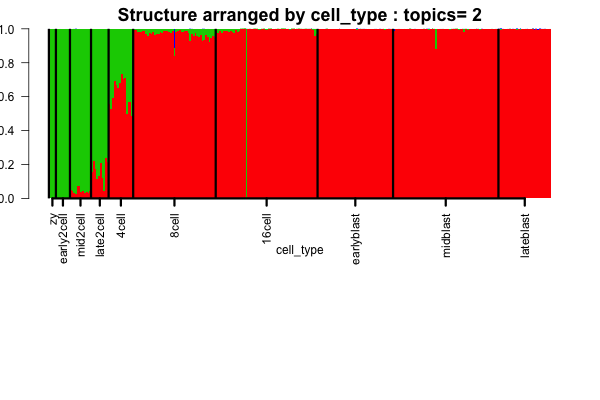 Structure arranged by cell_type : topics= 2
1.0
0.8
0.6
0.4
0.2
0.0
zy
early2cell
mid2cell
late2cell
4cell
8cell
16cell
earlyblast
midblast
lateblast
cell_type